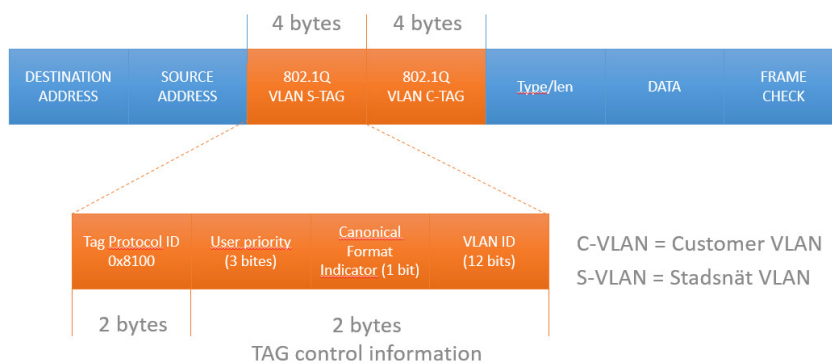 4 bytes
4 bytes
DESTINATION
ADDRESS
SOURCE
ADDRESS
802.1Q
VLAN S-TAG
802.1Q
VLAN C-TAG
Type/len
DATA
FRAME
CHECK
Tag Protocol ID
0x8100
User priority
(3 bites)
Canonical
Format
Indicator (1 bit)
VLAN ID
(12 bits)
C-VLAN = Customer VLAN
S-VLAN = Stadsnät VLAN
2 bytes
2 bytes
TAG control information